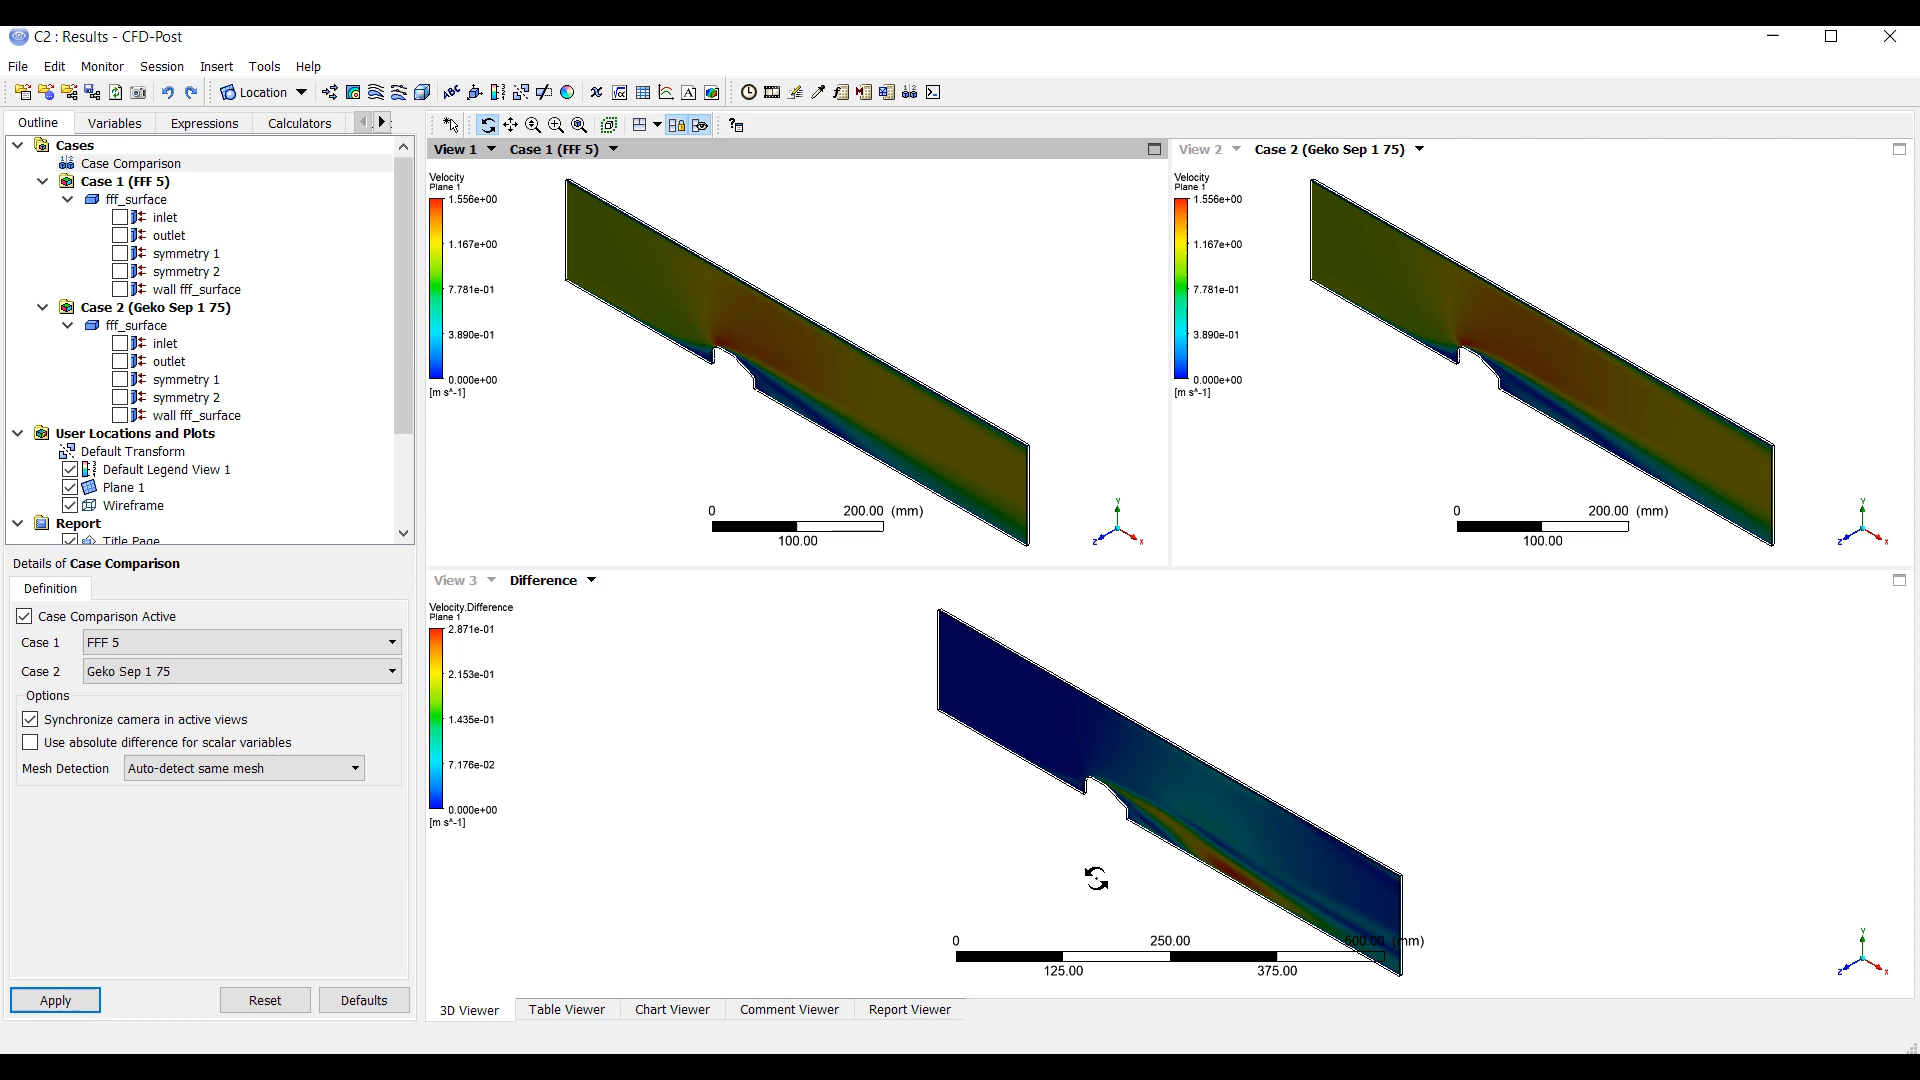 C2 : Results - CFD-Post
File Edit Monitor Session Insert Tools Help
Location
Outline Variables Expressions Calculators
Cases
Case Comparison
Case 1 (FFF 5)
fff_surface
inlet
outlet
symmetry 1
symmetry 2
wall fff_surface
Case 2 (Geko Sep 1 75)
fff_surface
inlet
outlet
symmetry 1
symmetry 2
wall fff_surface
User Locations and Plots
Default Transform
Default Legend View 1
Plane 1
Wireframe
Report
Title Page
Details of Case Comparison
Definition
Case Comparison Active
Case 1 FFF 5
Case 2 Geko Sep 1 75
Options
Synchronize camera in active views
Use absolute difference for scalar variables
Mesh Detection Auto-detect same mesh
Apply Reset Defaults
View 1 Case 1 (FFF 5)
Velocity
Plane 1
1.556e+00
1.167e+00
7.781e-01
3.890e-01
0.000e+00
[m s^-1]
0 200.00 (mm)
100.00
Y
Z X
View 2 Case 2 (Geko Sep 1 75)
Velocity
Plane 1
1.556e+00
1.167e+00
7.781e-01
3.890e-01
0.000e+00
[m s^-1]
0 200.00 (mm)
100.00
Y
Z X
View 3 Difference
Velocity.Difference
Plane 1
2.871e-01
2.153e-01
1.435e-01
7.176e-02
0.000e+00
[m s^-1]
0 250.00 500.00 (mm)
125.00 375.00
Y
Z X
3D Viewer Table Viewer Chart Viewer Comment Viewer Report Viewer